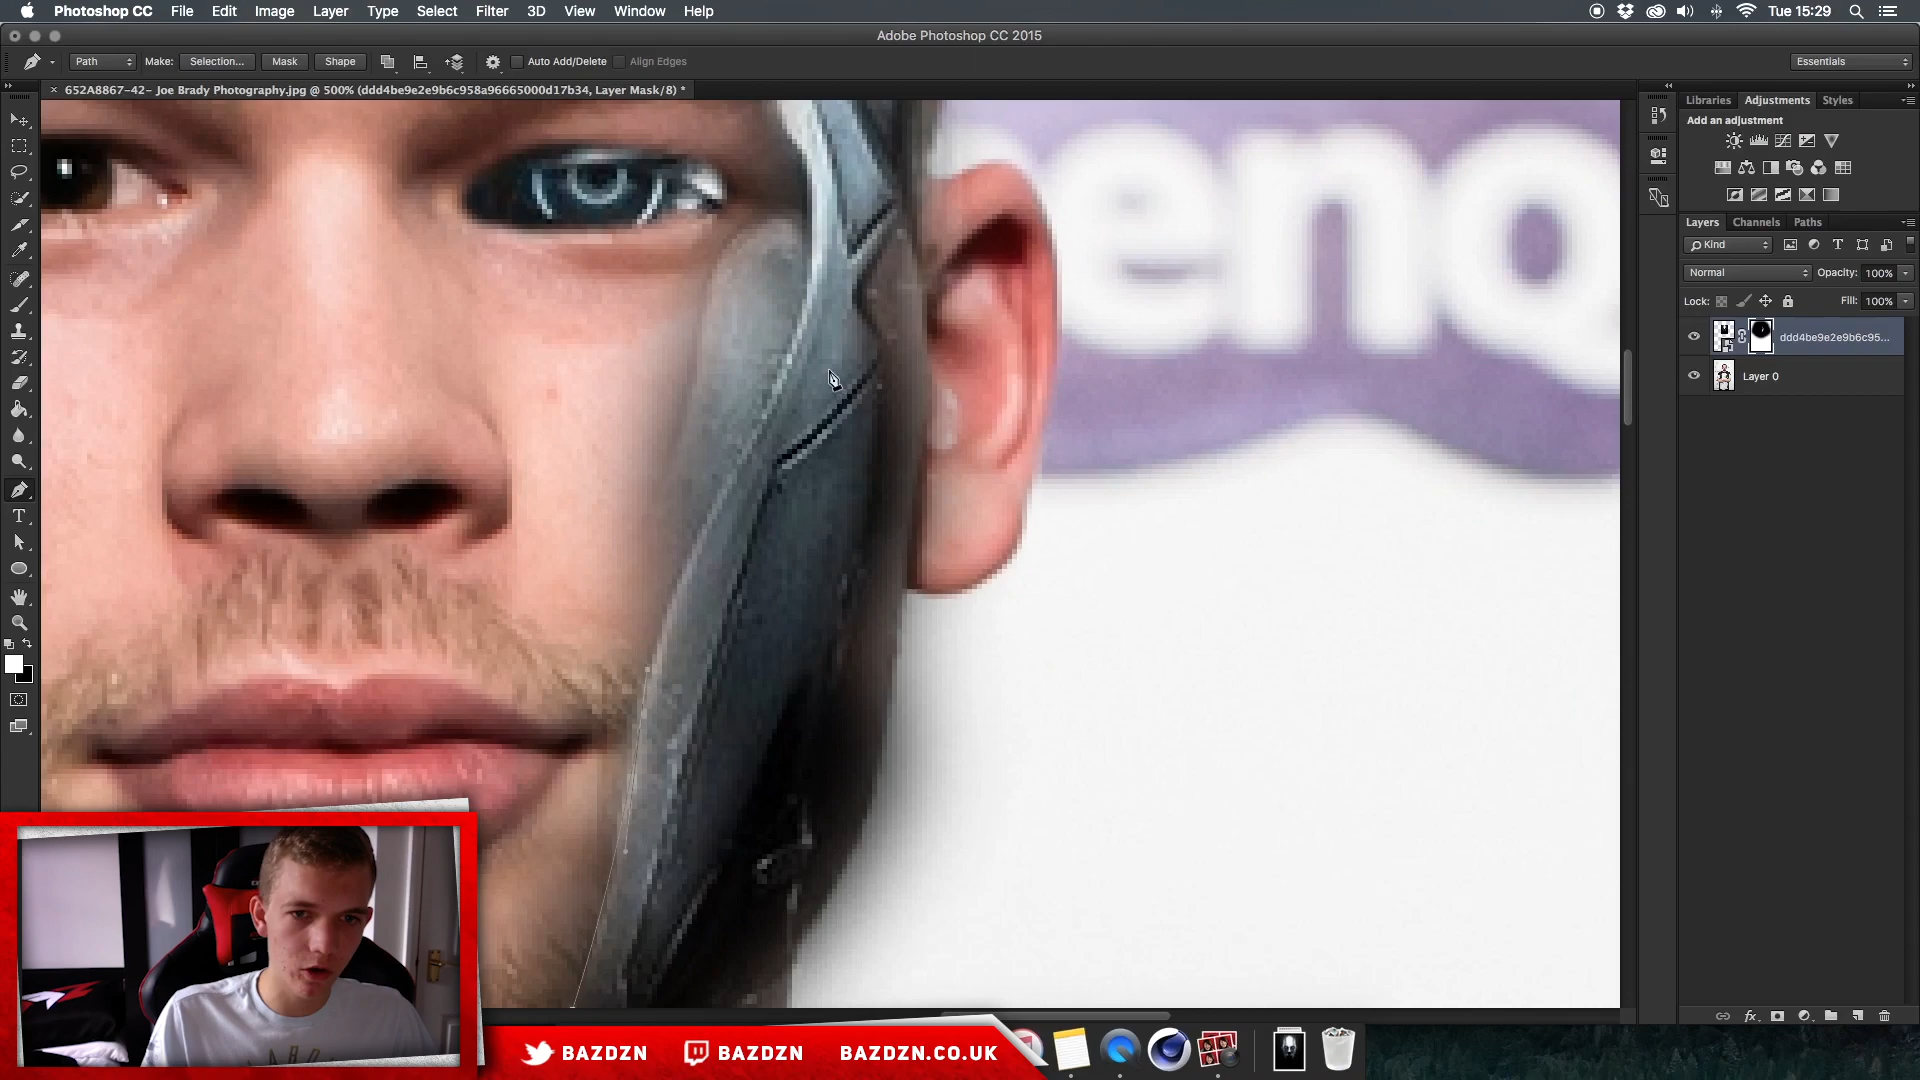 Photoshop CC File Edit Image Layer Type Select Filter 3D View Window Help Tue 15:29
Adobe Photoshop CC 2015
Path Make: Selection... Mask Shape Auto Add/Delete Align Edges Essentials
652A8867-42- Joe Brady Photography.jpg @ 500% (ddd4be9e2e9b6c958a96665000d17b34, Layer Mask/8) *
Libraries Adjustments Styles
Add an adjustment
Layers Channels Paths
Kind
Normal Opacity: 100%
Lock: Fill: 100%
ddd4be9e2e9b6c95...
Layer 0
enQ
BAZDZN BAZDZN BAZDZN.CO.UK